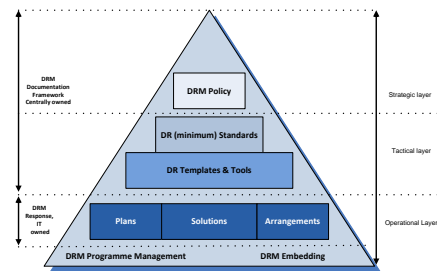 DRM Policy
Strategic layer
DRM
Documentation
Framework
Centrally owned
DR (minimum) Standards
Tactical layer
DR Templates & Tools
DRM
Response,
IT
owned
Plans
Solutions
Arrangements
Operational Layer
DRM Programme Management
DRM Embedding